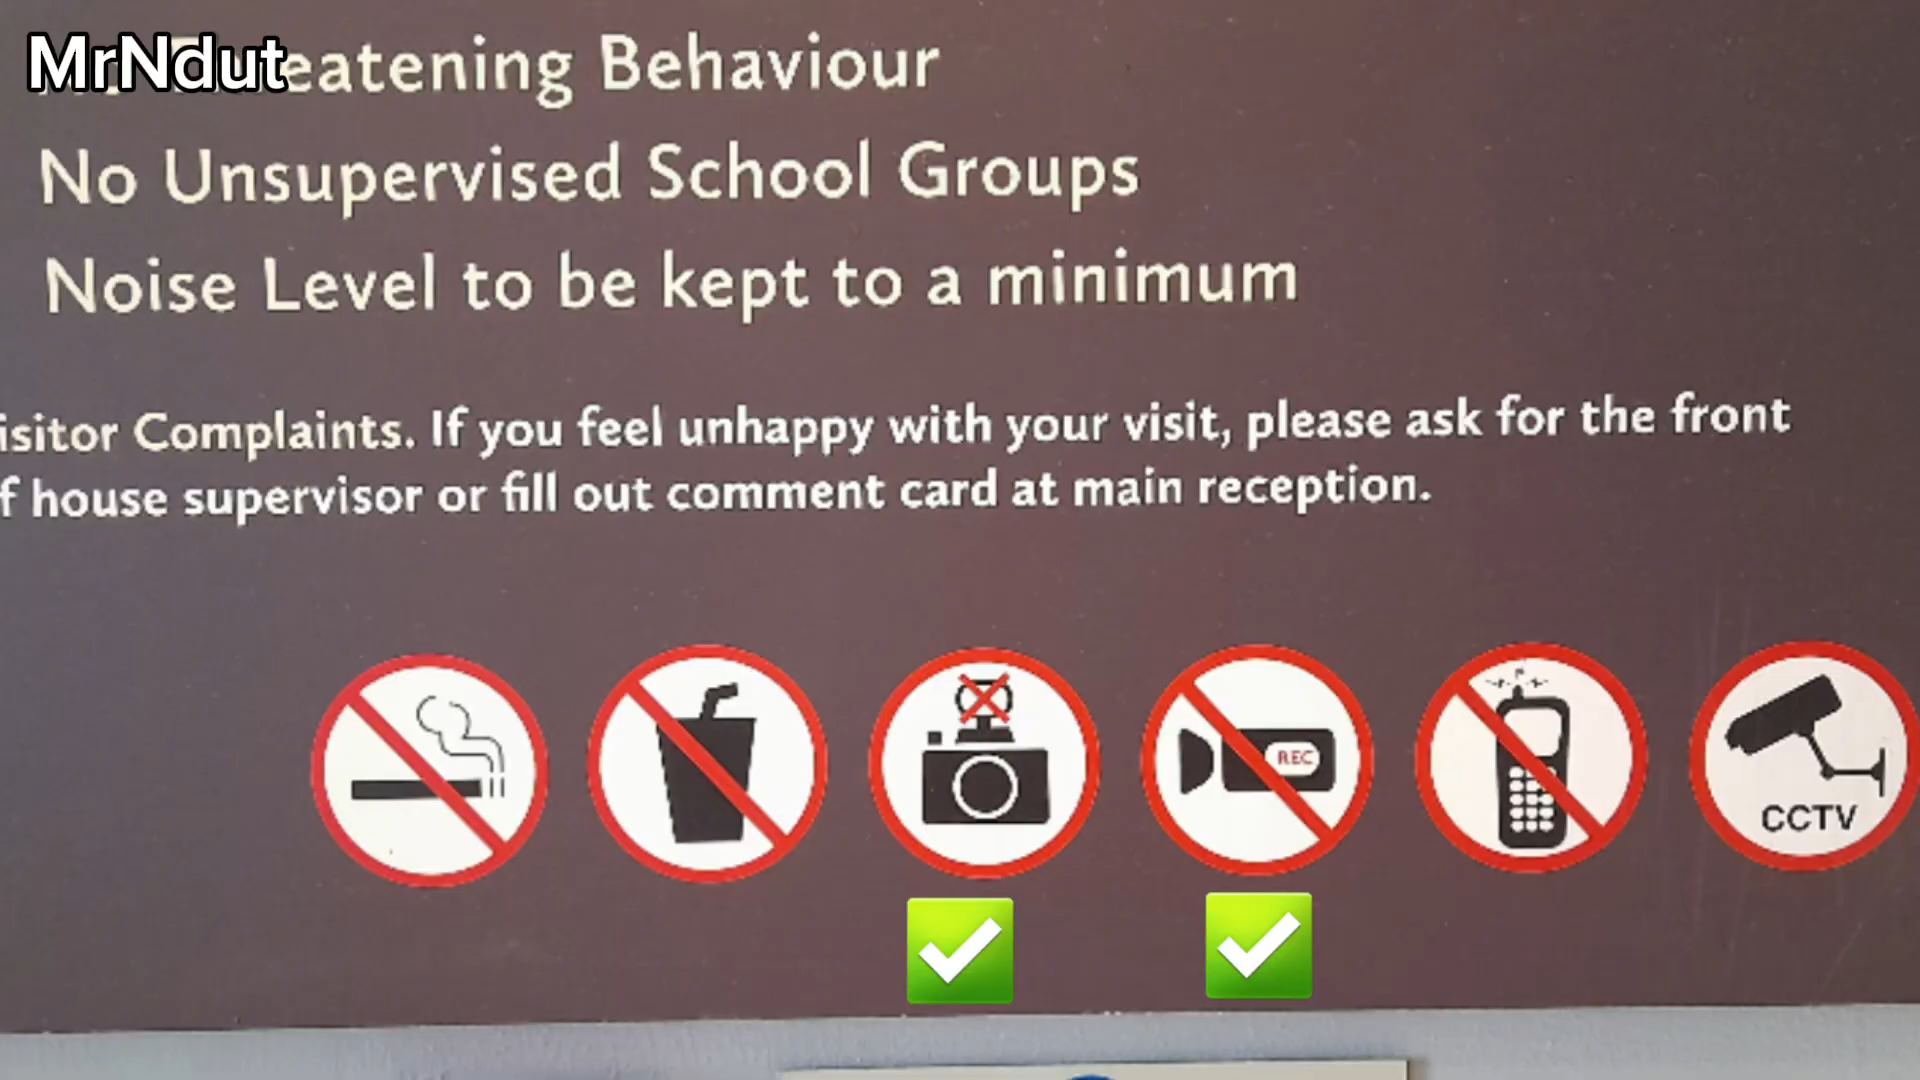 MrNdut
Behaviour
No Unsupervised School Groups
Noise Level to be kept to a minimum
isitor Complaints. If you feel unhappy with your visit, please ask for the front
f house supervisor or fill out comment card at main reception.
REC
CCTV